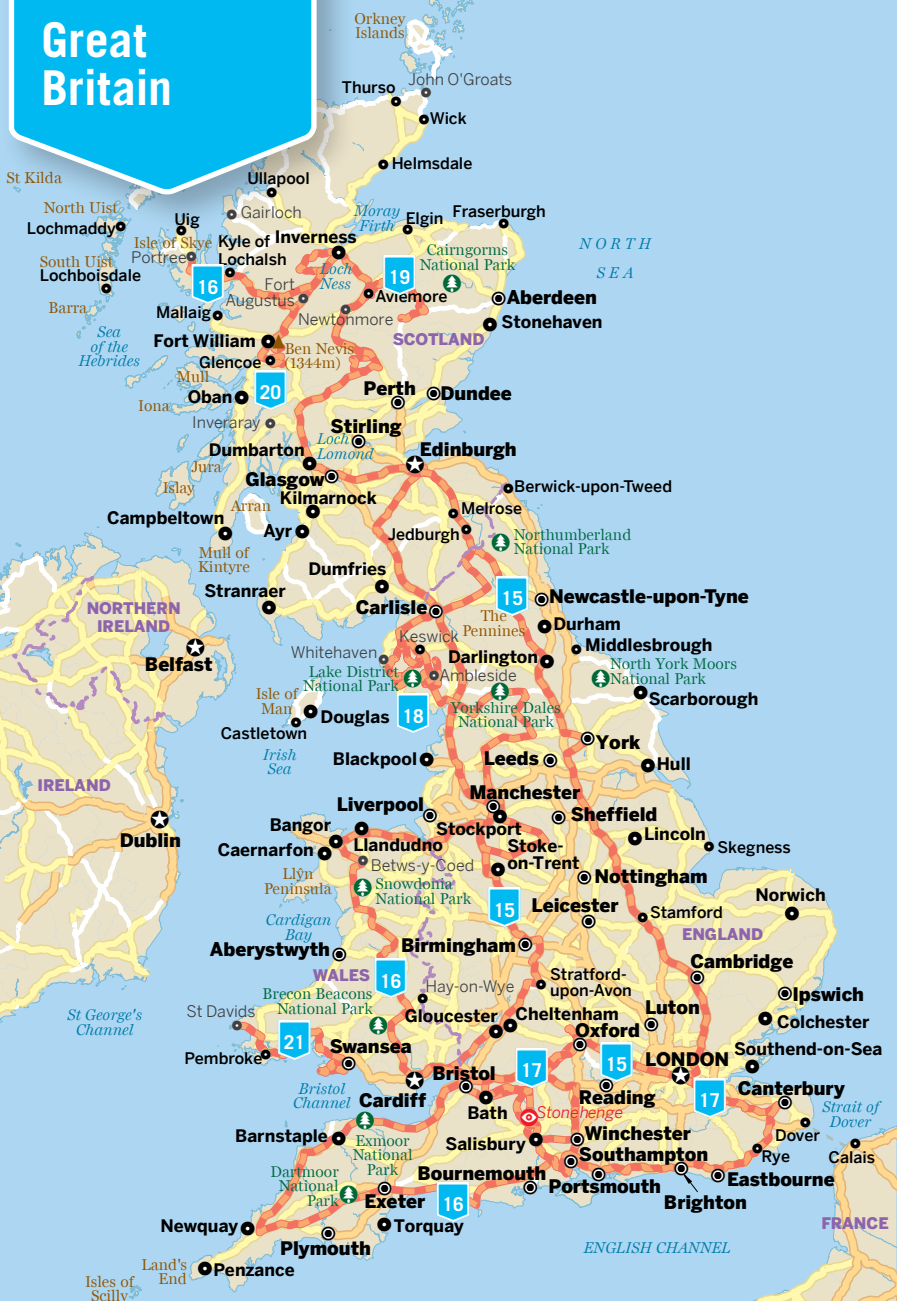 Great
Britain
Orkney
Islands
John O'Groats
Thurso
Wick
Helmsdale
St Kilda
Ullapool
North Uist
Lochmaddy
Uig
Gairloch
Moray
Firth
Elgin
Fraserburgh
NORTH
SEA
Isle of Skye
Portree
Kyle of
Lochalsh
Inverness
Cairngorms
National Park
South Uist
Lochboisdale
16
Loch
Ness
19
Fort
Augustus
Aviemore
Aberdeen
Barra
Mallaig
Newtonmore
Stonehaven
Sea
of the
Hebrides
Fort William
SCOTLAND
Ben Nevis
(1344m)
Glencoe
Mull
20
Oban
Perth
Dundee
Iona
Inveraray
Stirling
Loch
Lomond
Dumbarton
Edinburgh
Jura
Glasgow
Islay
Kilmarnock
Berwick-upon-Tweed
Arran
Melrose
Campbeltown
Ayr
Jedburgh
Northumberland
National Park
Mull of
Kintyre
Dumfries
Stranraer
15
Newcastle-upon-Tyne
NORTHERN
IRELAND
Carlisle
The
Pennines
Durham
Keswick
Middlesbrough
Belfast
Whitehaven
Darlington
North York Moors
National Park
Lake District
National Park
Ambleside
Scarborough
Isle of
Man
Douglas
18
Yorkshire Dales
National Park
Castletown
York
Irish
Sea
Blackpool
Leeds
Hull
IRELAND
Manchester
Liverpool
Sheffield
Dublin
Bangor
Stockport
Lincoln
Caernarfon
Llandudno
Stoke-
on-Trent
Skegness
Betws-y-Coed
Llŷn
Peninsula
Snowdonia
National Park
Nottingham
Norwich
15
Leicester
Stamford
Cardigan
Bay
ENGLAND
Aberystwyth
Birmingham
Cambridge
WALES
16
Stratford-
upon-Avon
Hay-on-Wye
Brecon Beacons
National Park
Ipswich
St George's
Channel
St Davids
Gloucester
Cheltenham
Luton
Colchester
21
Oxford
Pembroke
Swansea
15
LONDON
Southend-on-Sea
17
Bristol
Bristol
Channel
Cardiff
Reading
17
Canterbury
Bath
Stonehenge
Strait of
Dover
Barnstaple
Exmoor
National
Park
Salisbury
Winchester
Dover
Southampton
Rye
Calais
Dartmoor
National
Park
Bournemouth
Exeter
16
Portsmouth
Brighton
Eastbourne
Newquay
Torquay
FRANCE
Plymouth
ENGLISH CHANNEL
Land's
End
Penzance
Isles of
Scilly